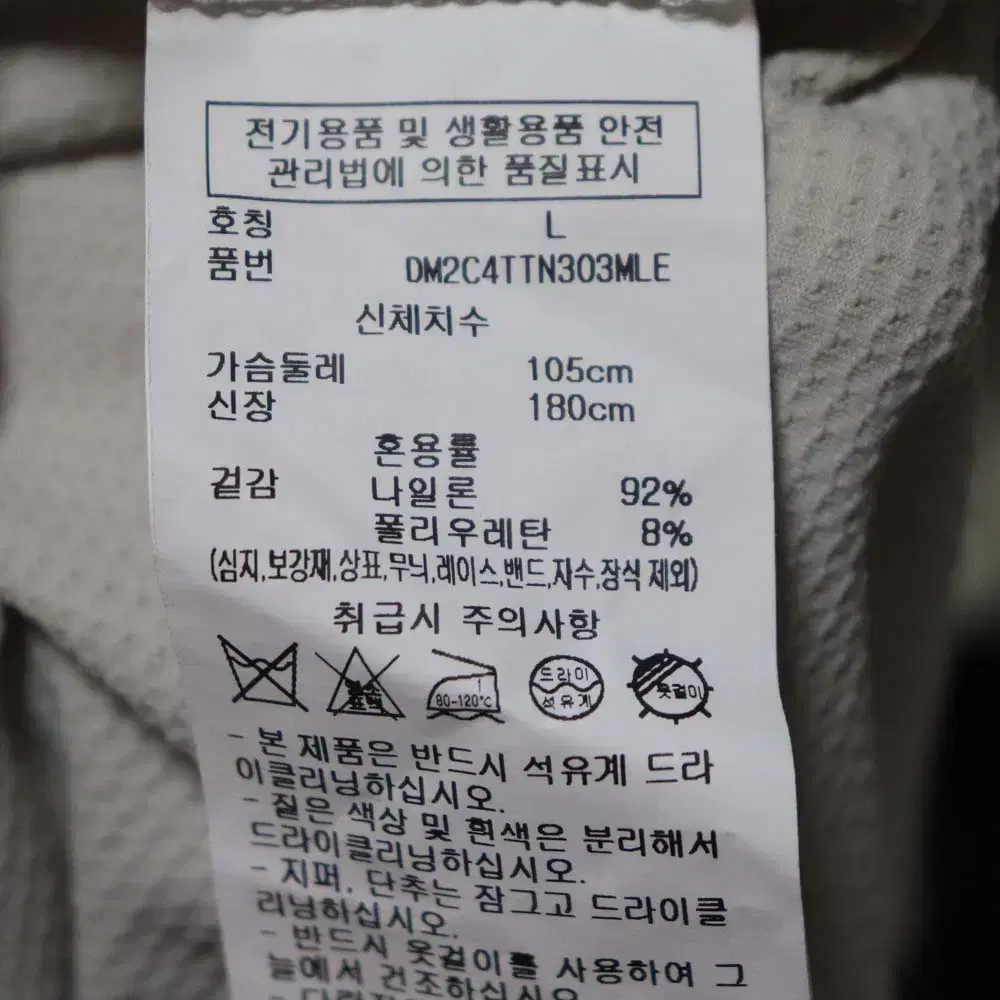 전기용품 및 생활용품 안전
관리법에 의한 품질표시
호칭 L
품번 DM2C4TTN303MLE
신체치수
가슴둘레 105cm
신장 180cm
혼용률
겉감 나일론 92%
폴리우레탄 8%
(심지,보강재,상표,무늬,레이스,밴드,자수,장식 제외)
취급시 주의사항
염소 표백
1 80-120℃
드라이 석유계
옷걸이
- 본 제품은 반드시 석유계 드라
이클리닝하십시오.
- 짙은 색상 및 흰색은 분리해서
드라이클리닝하십시오.
- 지퍼, 단추는 잠그고 드라이클
리닝하십시오.
- 반드시 옷걸이를 사용하여 그
늘에서 건조하십시오